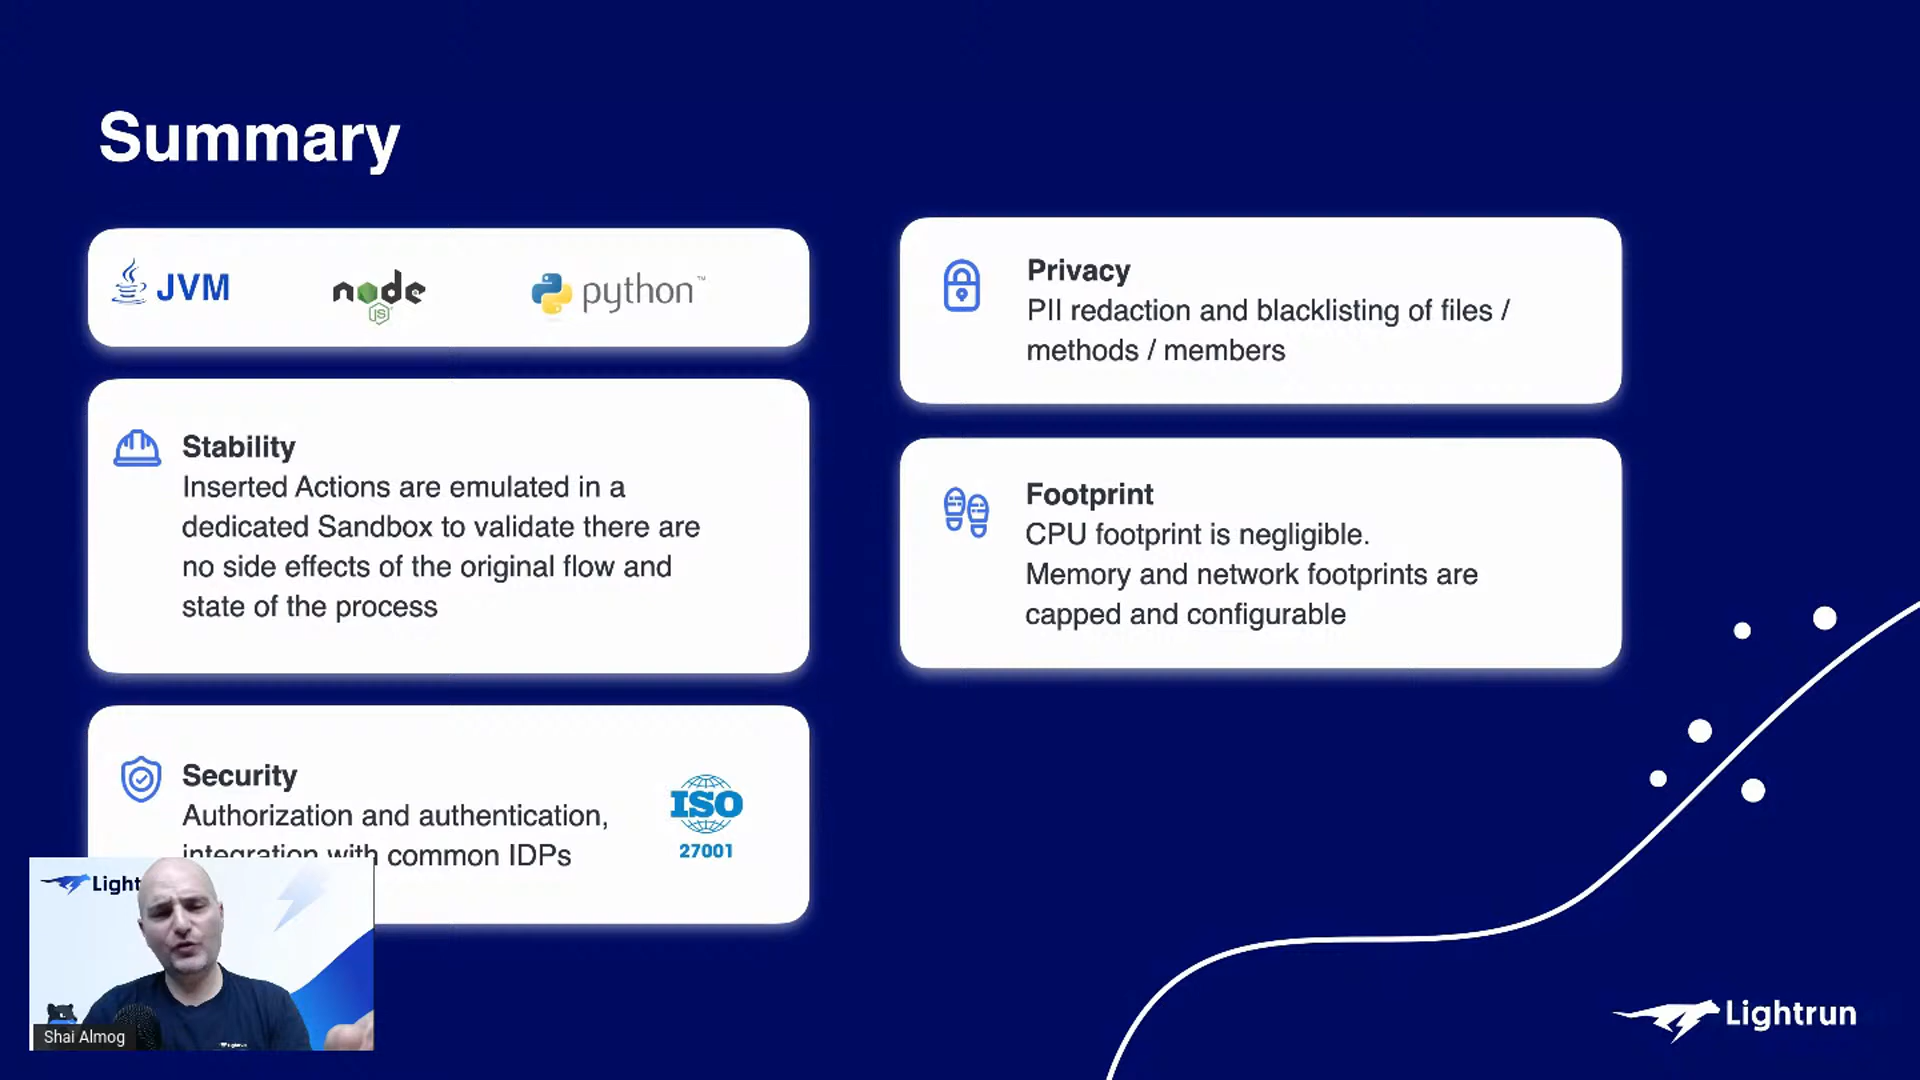 Summary
JVM
node
JS
python™
Stability
Inserted Actions are emulated in a
dedicated Sandbox to validate there are
no side effects of the original flow and
state of the process
Security
Authorization and authentication,
integration with common IDPs
ISO
27001
Privacy
PII redaction and blacklisting of files /
methods / members
Footprint
CPU footprint is negligible.
Memory and network footprints are
capped and configurable
Light
Shai Almog
Lightrun